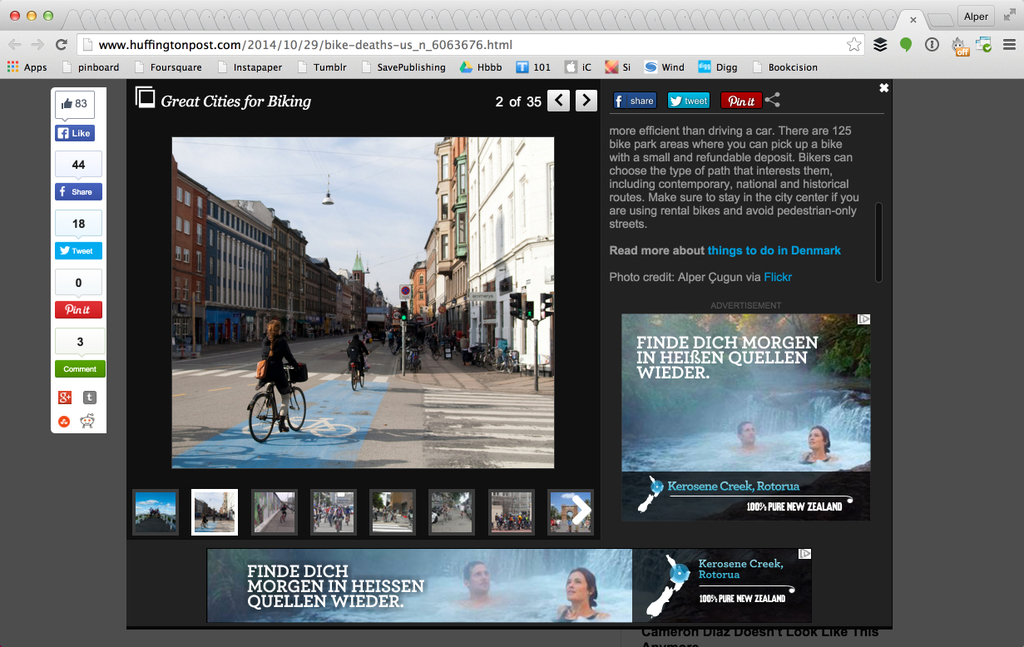 Alper
www.huffingtonpost.com/2014/10/29/bike-deaths-us_n_6063676.html
off
Apps
pinboard
Foursquare
Instapaper
Tumblr
SavePublishing
Hbbb
101
iC
Si
Wind
Digg
Bookcision
83
Like
44
Share
18
Tweet
0
Pin it
3
Comment
Great Cities for Biking
2 of 35
share
tweet
Pin it
more efficient than driving a car. There are 125
bike park areas where you can pick up a bike
with a small and refundable deposit. Bikers can
choose the type of path that interests them,
including contemporary, national and historical
routes. Make sure to stay in the city center if you
are using rental bikes and avoid pedestrian-only
streets.
Read more about things to do in Denmark
Photo credit: Alper Çugun via Flickr
ADVERTISEMENT
FINDE DICH MORGEN
IN HEIßEN QUELLEN
WIEDER.
Kerosene Creek, Rotorua
100% PURE NEW ZEALAND
FINDE DICH
MORGEN IN HEISSEN
QUELLEN WIEDER.
Kerosene Creek,
Rotorua
100% PURE NEW ZEALAND
Cameron Diaz Doesn't Look Like This
Anymore